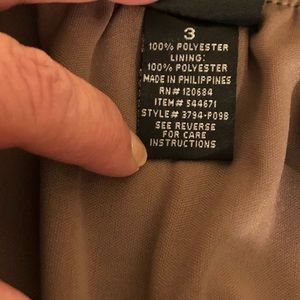 3
100% POLYESTER
LINING:
100% POLYESTER
MADE IN PHILIPPINES
RN# 120684
ITEM# 544671
STYLE# 3794-P09B
SEE REVERSE
FOR CARE
INSTRUCTIONS